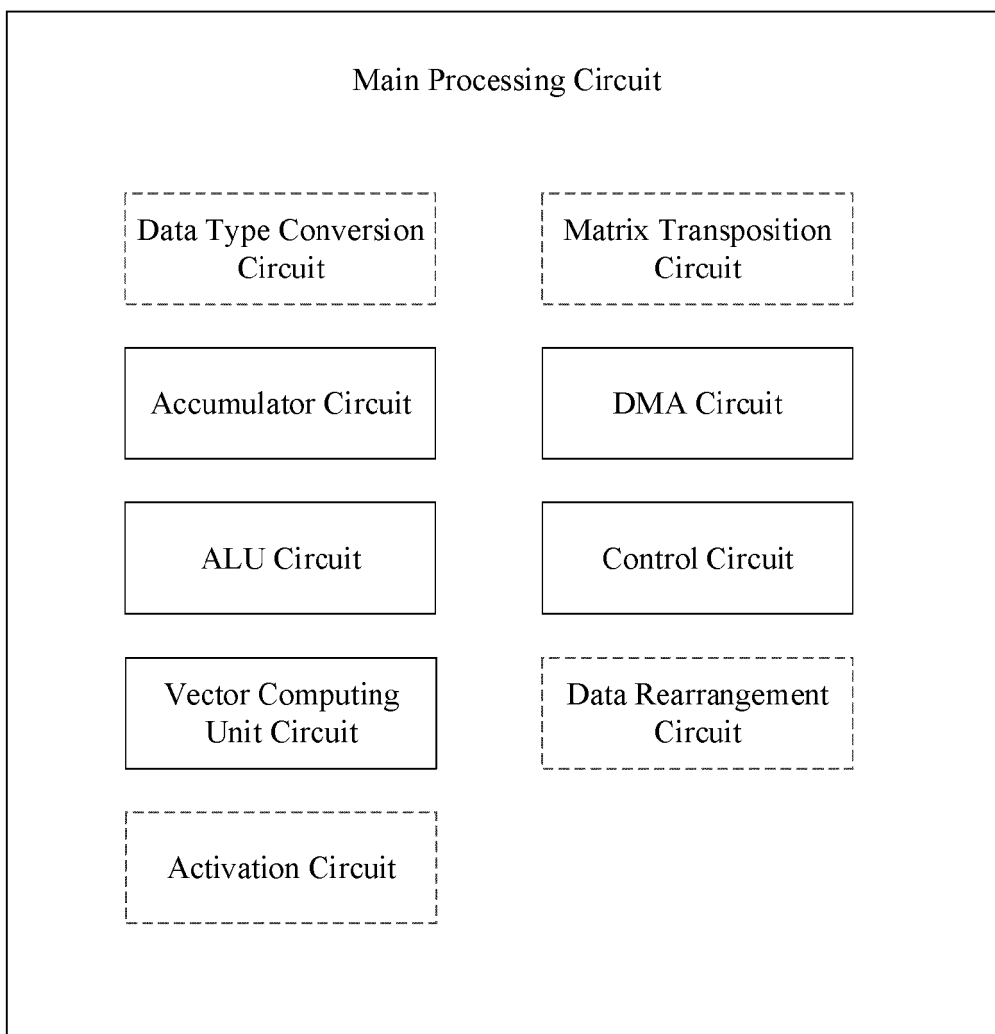 Main Processing Circuit
Data Type Conversion
Circuit
Matrix Transposition
Circuit
Accumulator Circuit
DMA Circuit
ALU Circuit
Control Circuit
Vector Computing
Unit Circuit
Data Rearrangement
Circuit
Activation Circuit